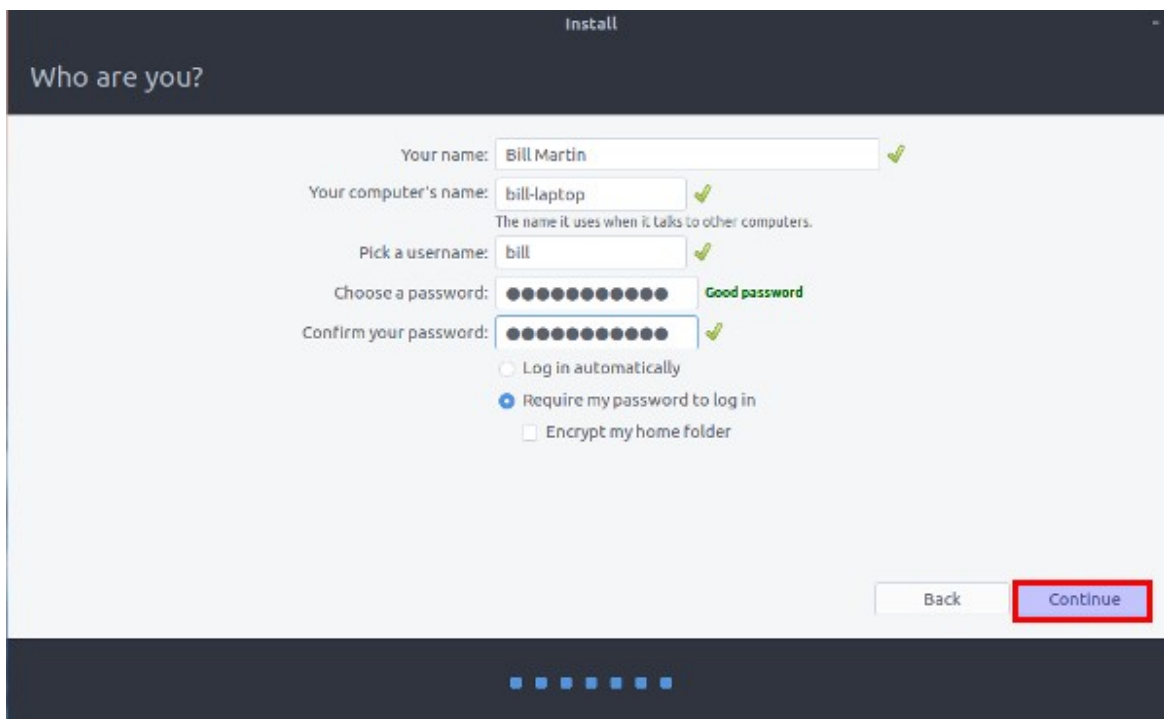 Install
Who are you?
Your name: Bill Martin
Your computer's name: bill-laptop
The name it uses when it talks to other computers.
Pick a username: bill
Choose a password: ●●●●●●●●●●● Good password
Confirm your password: ●●●●●●●●●●●
Log in automatically
Require my password to log in
Encrypt my home folder
Back Continue